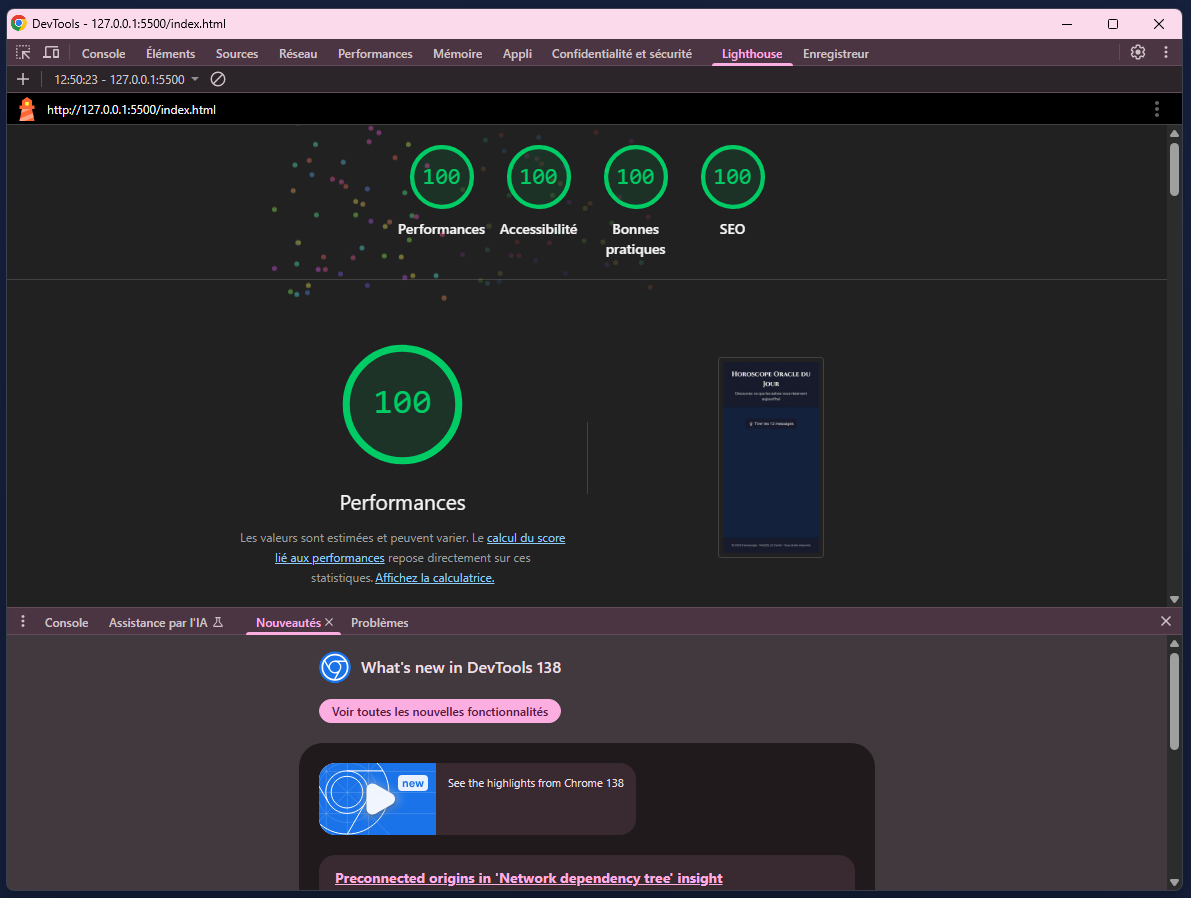 DevTools - 127.0.0.1:5500/index.html
Console Éléments Sources Réseau Performances Mémoire Appli Confidentialité et sécurité Lighthouse Enregistreur
12:50:23 - 127.0.0.1:5500
http://127.0.0.1:5500/index.html
100 100 100 100
Performances Accessibilité Bonnes pratiques SEO
100
Horoscope Oracle du
Jour
Tirer les 12 messages
Performances
Les valeurs sont estimées et peuvent varier. Le calcul du score
lié aux performances repose directement sur ces
statistiques. Affichez la calculatrice.
Console Assistance par l'IA Nouveautés Problèmes
What's new in DevTools 138
Voir toutes les nouvelles fonctionnalités
new
See the highlights from Chrome 138
Preconnected origins in 'Network dependency tree' insight